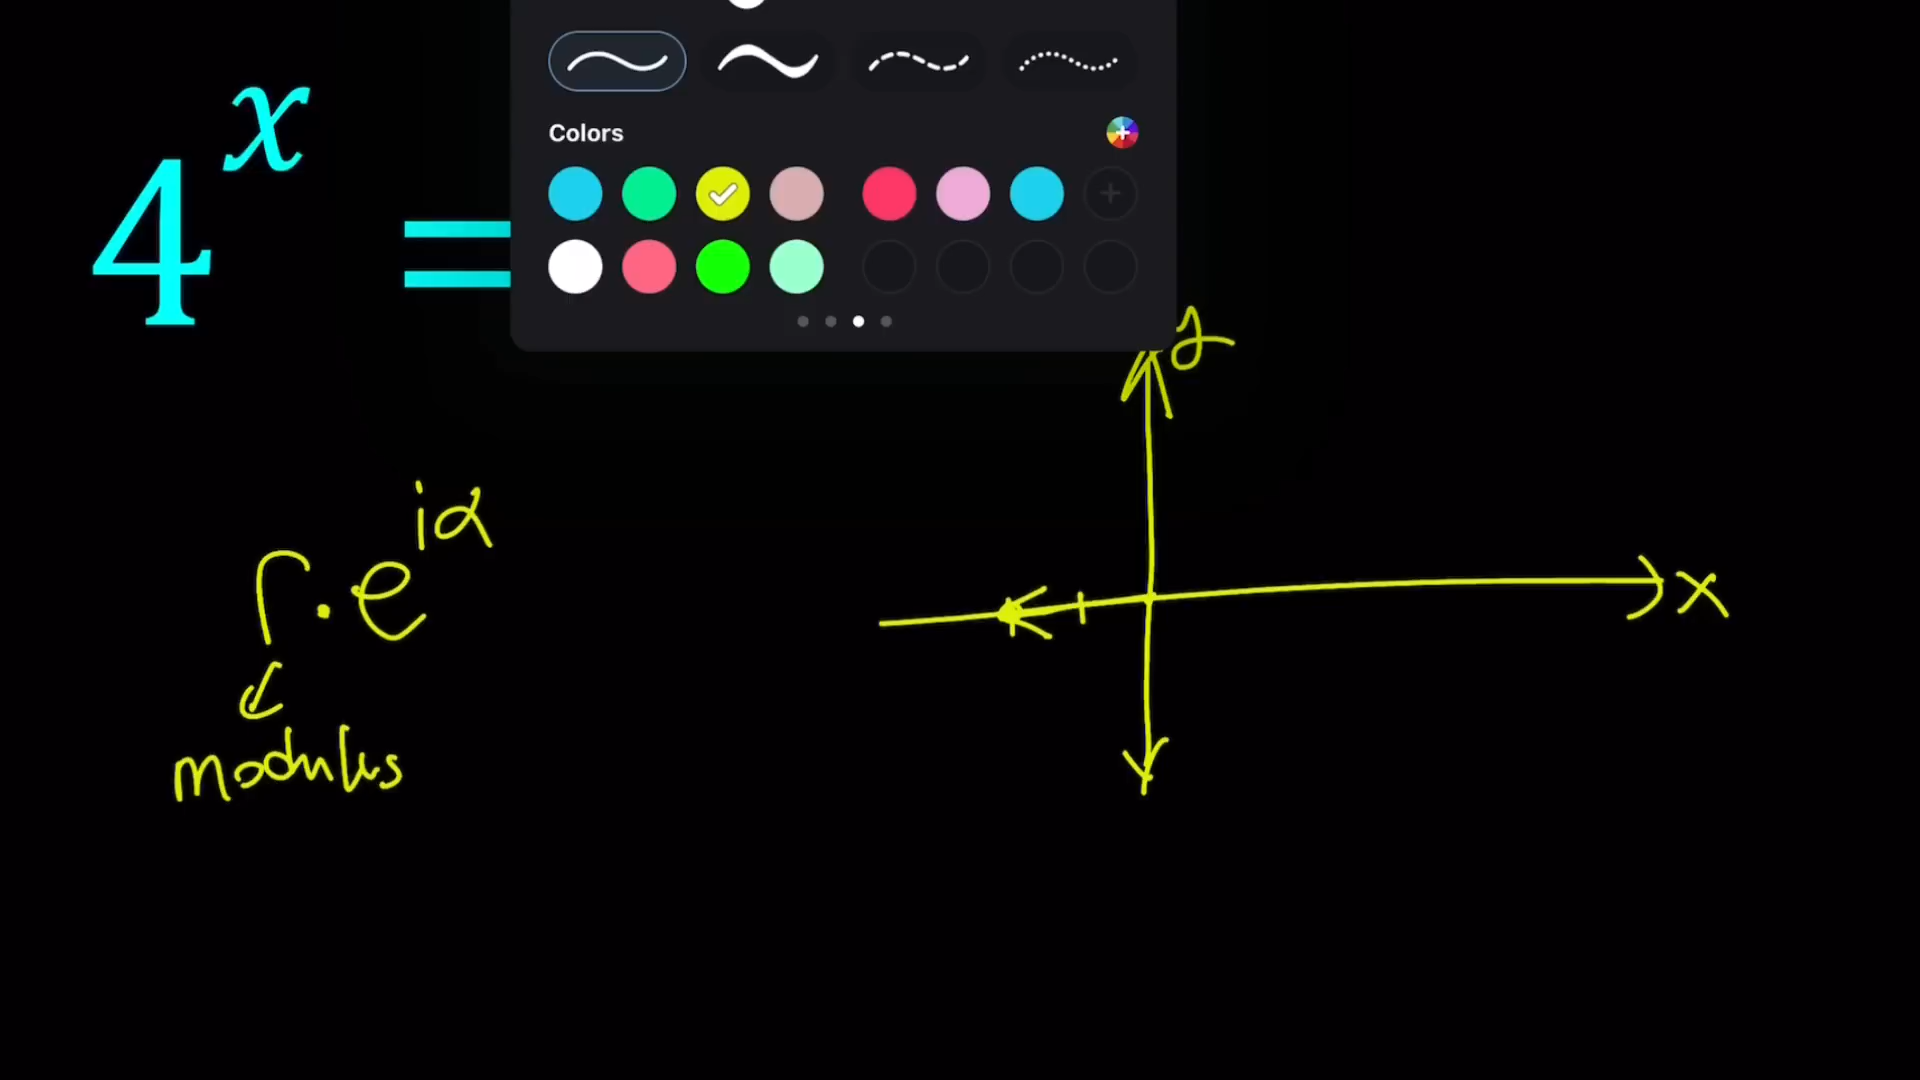 4^x =
Colors
y
r · e^{iα}
x
modulus